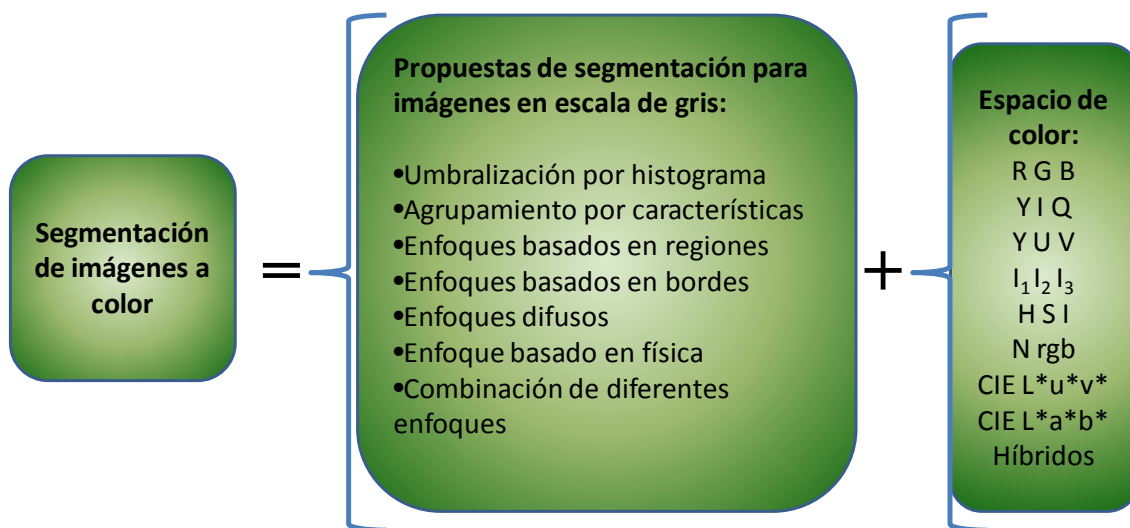 Segmentación
de imágenes a
color
=
Propuestas de segmentación para
imágenes en escala de gris:
•Umbralización por histograma
•Agrupamiento por características
•Enfoques basados en regiones
•Enfoques basados en bordes
•Enfoques difusos
•Enfoque basado en física
•Combinación de diferentes
enfoques
+
Espacio de
color:
R G B
Y I Q
Y U V
I₁ I₂ I₃
H S I
N rgb
CIE L*u*v*
CIE L*a*b*
Híbridos